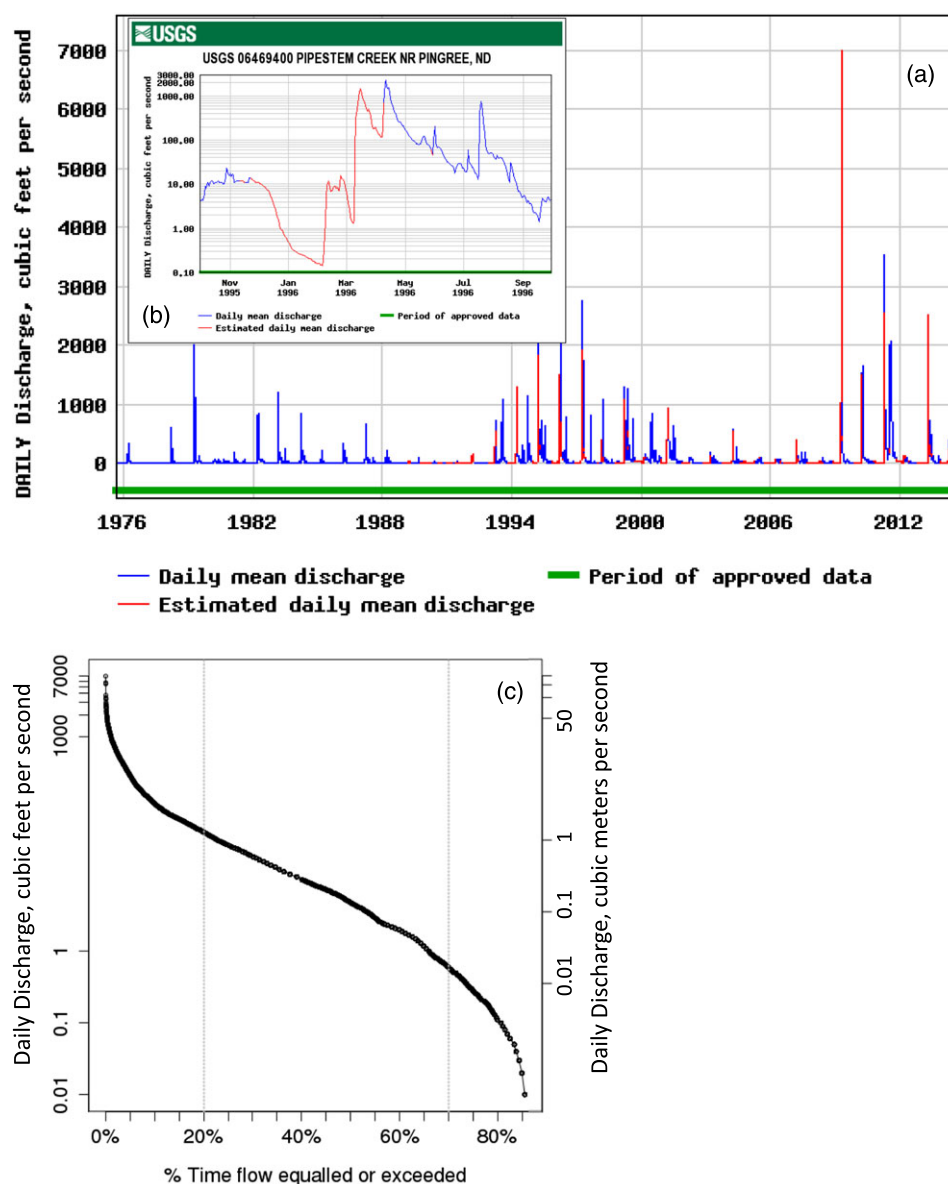 USGS
USGS 06469400 PIPESTEM CREEK NR PINGREE, ND
DAILY Discharge, cubic feet per second
3000.00
2000.00
1000.00
100.00
10.00
1.00
0.10
Nov Jan Mar May Jul Sep
1995 1996 1996 1996 1996 1996
(b)
Daily mean discharge Period of approved data
Estimated daily mean discharge
(a)
DAILY Discharge, cubic feet per second
7000
6000
5000
4000
3000
2000
1000
0
1976 1982 1988 1994 2000 2006 2012
Daily mean discharge Period of approved data
Estimated daily mean discharge
(c)
Daily Discharge, cubic feet per second
7000
1000
1
0.1
0.01
Daily Discharge, cubic meters per second
50
1
0.1
0.01
0% 20% 40% 60% 80%
% Time flow equalled or exceeded